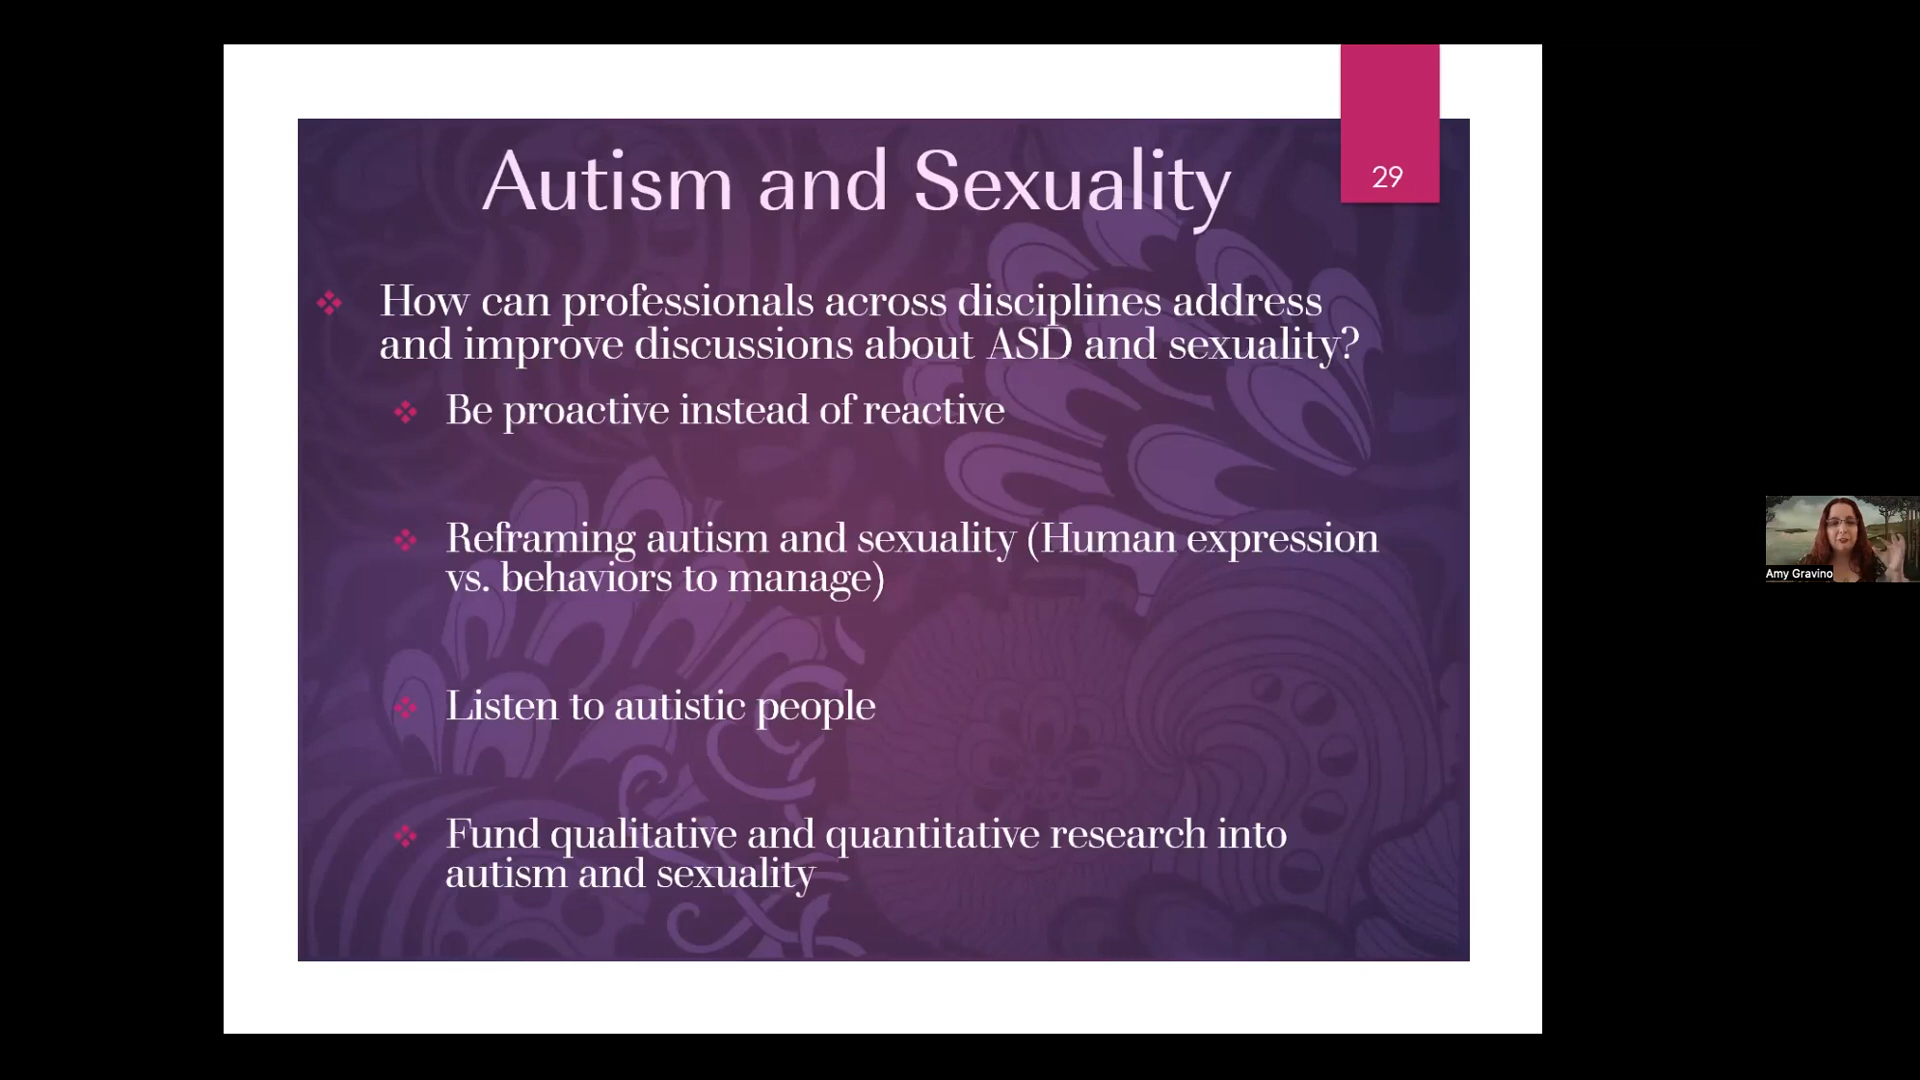 Autism and Sexuality
29
How can professionals across disciplines address
and improve discussions about ASD and sexuality?
Be proactive instead of reactive
Reframing autism and sexuality (Human expression
vs. behaviors to manage)
Listen to autistic people
Fund qualitative and quantitative research into
autism and sexuality
Amy Gravino